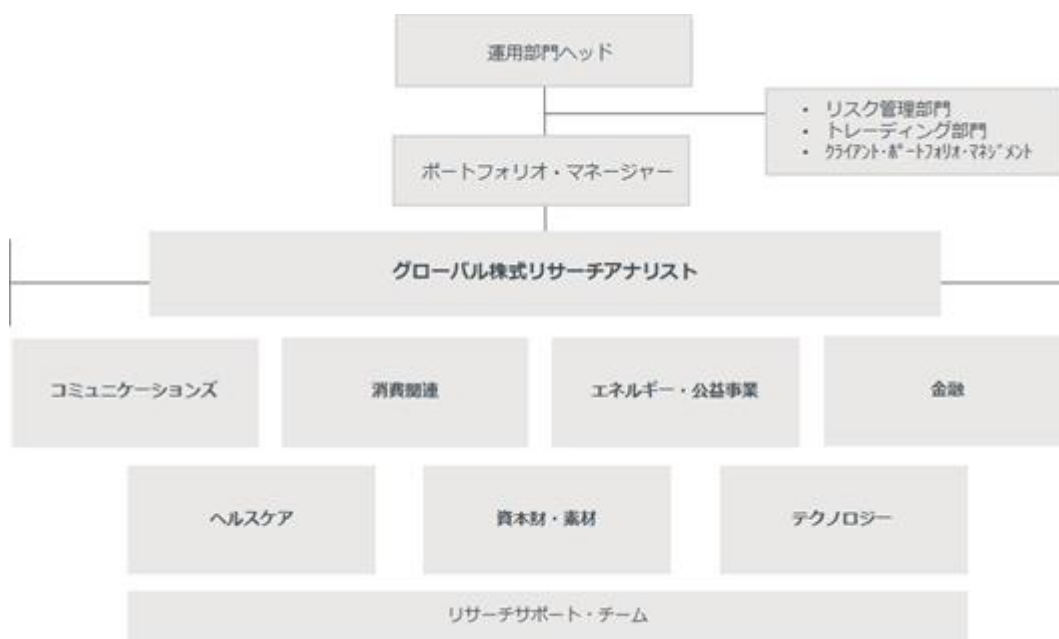 運用部門ヘッド
・ リスク管理部門
・ トレーディング部門
・ ｸﾗｲｱﾝﾄ･ﾎﾟｰﾄﾌｫﾘｵ･ﾏﾈｼﾞﾒﾝﾄ
ポートフォリオ・マネージャー
グローバル株式リサーチアナリスト
コミュニケーションズ
消費関連
エネルギー・公益事業
金融
ヘルスケア
資本財・素材
テクノロジー
リサーチサポート・チーム